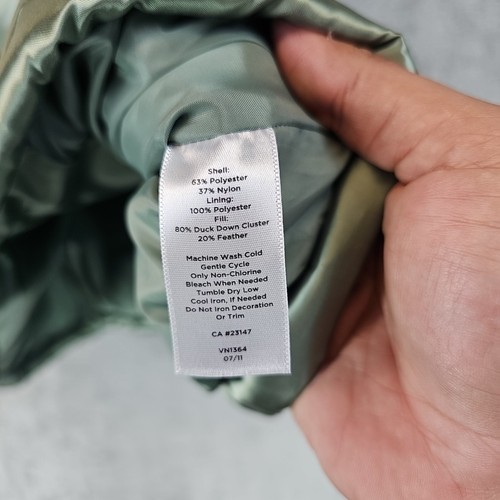 Shell:
63% Polyester
37% Nylon
Lining:
100% Polyester
Fill:
80% Duck Down Cluster
20% Feather
Machine Wash Cold
Gentle Cycle
Only Non-Chlorine
Bleach When Needed
Tumble Dry Low
Cool Iron, If Needed
Do Not Iron Decoration
Or Trim
CA #23147
VN1364
07/11